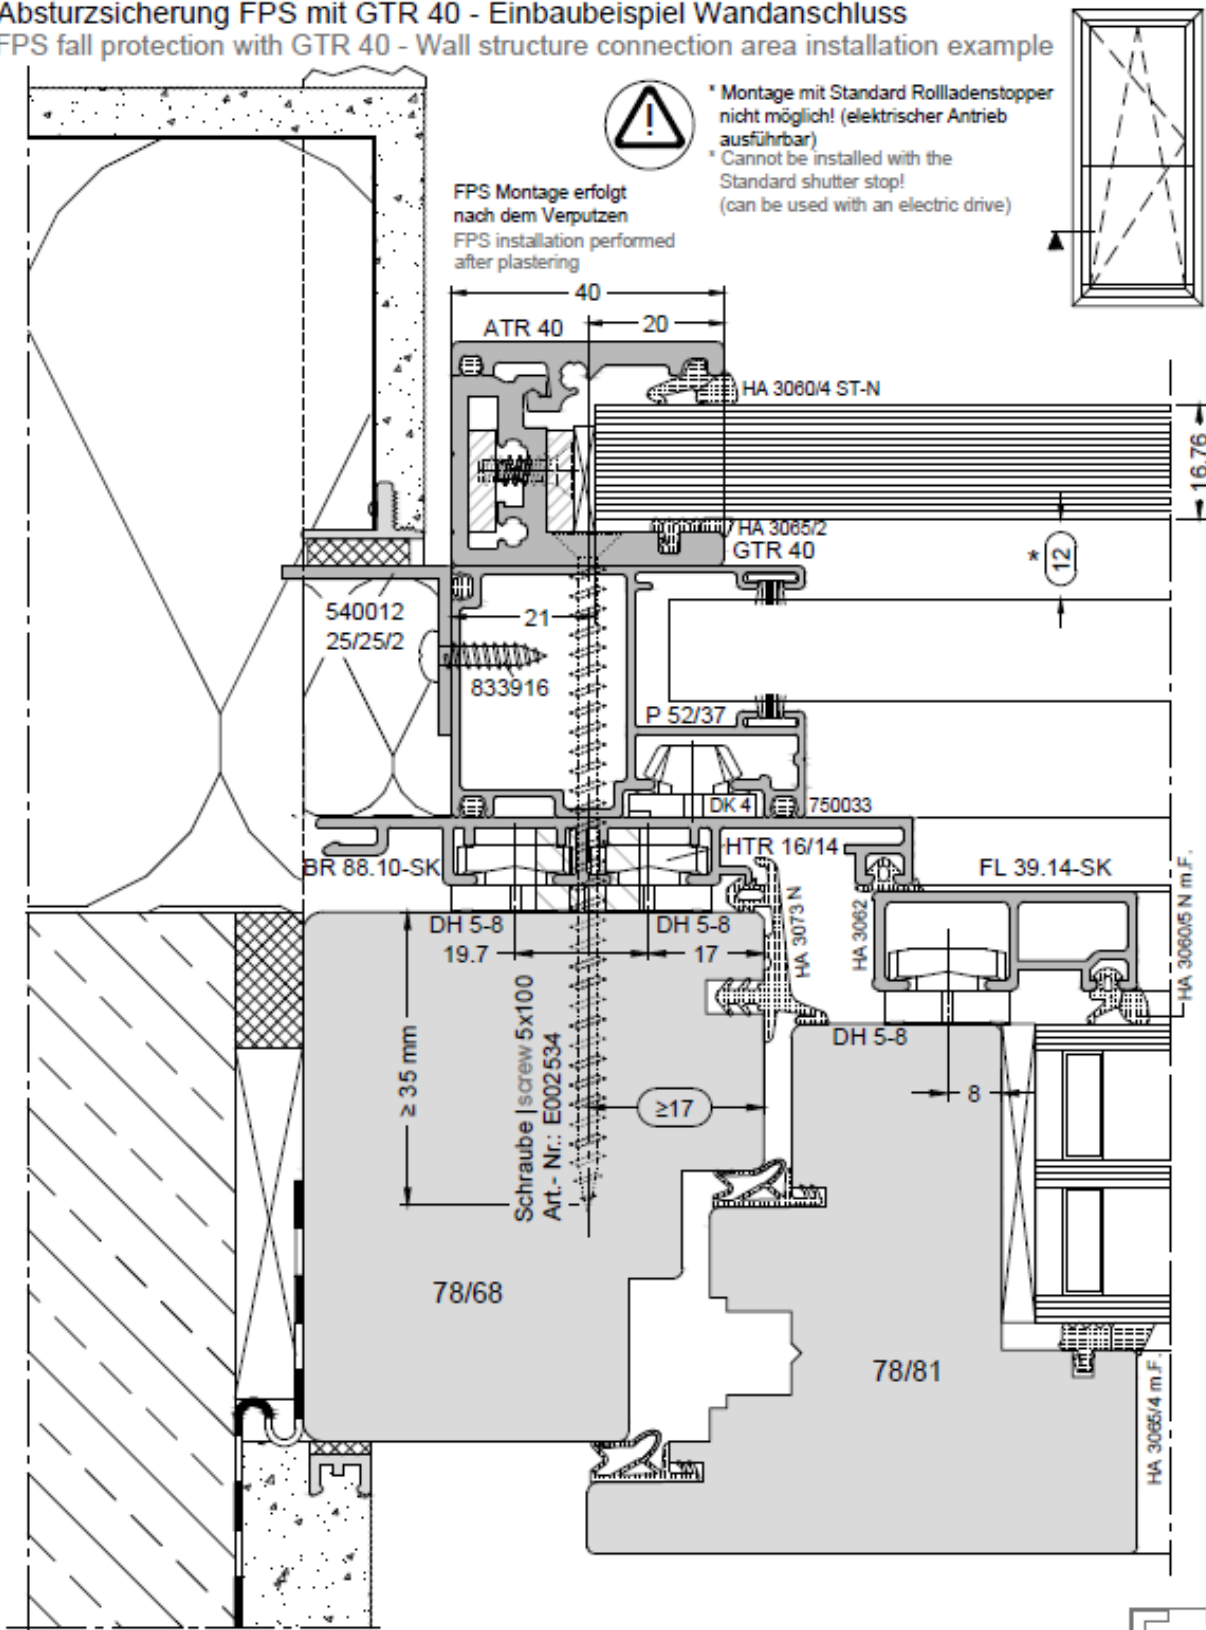 Absturzsicherung FPS mit GTR 40 - Einbaubeispiel Wandanschluss
FPS fall protection with GTR 40 - Wall structure connection area installation example
* Montage mit Standard Rollladenstopper
nicht möglich! (elektrischer Antrieb
ausführbar)
* Cannot be installed with the
Standard shutter stop!
(can be used with an electric drive)
FPS Montage erfolgt
nach dem Verputzen
FPS installation performed
after plastering
40
ATR 40
20
HA 3060/4 ST-N
16.76
HA 3065/2
GTR 40
* 12
540012
25/25/2
21
833916
P 52/37
DK 4
750033
BR 88.10-SK
HTR 16/14
FL 39.14-SK
DH 5-8
DH 5-8
19.7
17
HA 3073 N
HA 3062
HA 3060/5 N m.F.
≥ 35 mm
Schraube | screw 5x100
Art.- Nr.: E002534
≥17
DH 5-8
8
78/68
78/81
HA 3065/4 m.F.